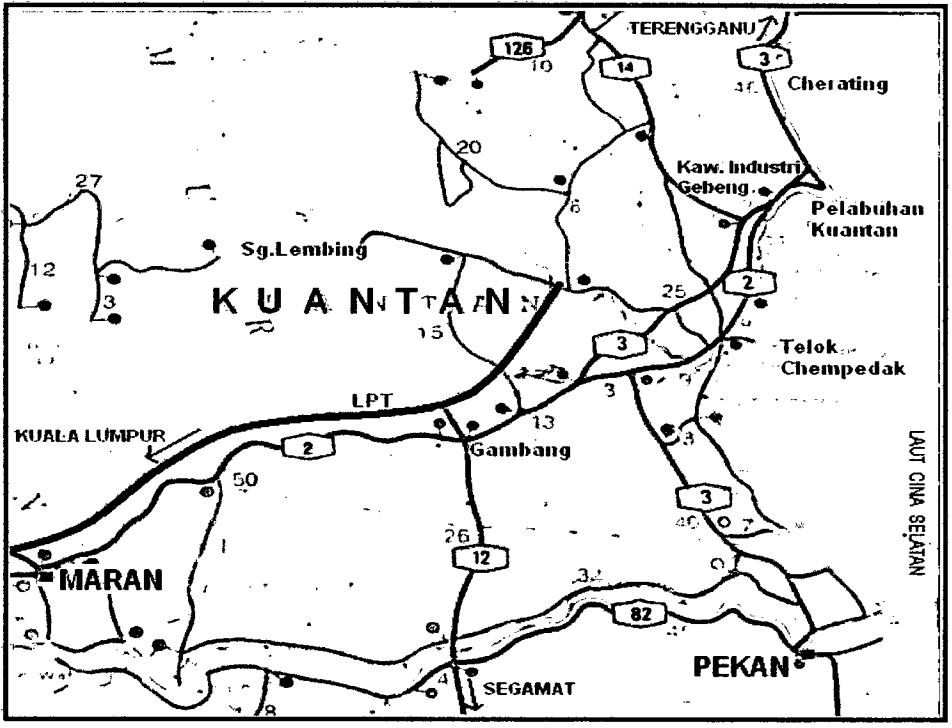 TERENGGANU
126
10
14
3
Cherating
20
Kaw. Industri
Gebeng
27
6
Pelabuhan
Kuantan
Sg.Lembing
12
3
2
KUANTAN
25
15
3
Telok
Chempedak
LPT
3
13
KUALA LUMPUR
2
Gambang
3
50
LAUT CINA SELATAN
3
7
26
12
MARAN
82
PEKAN
4
SEGAMAT
8